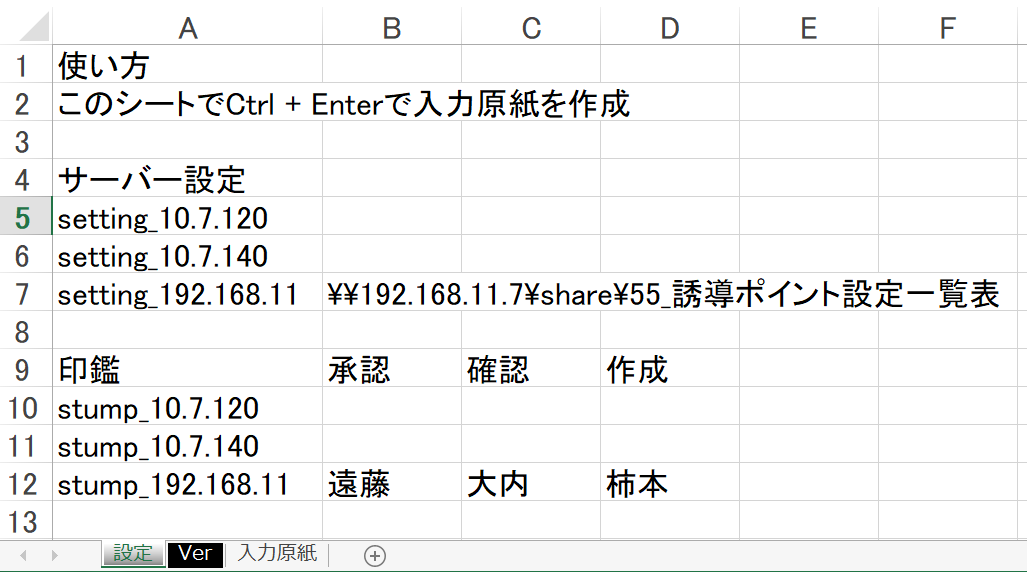 A B C D E F
1 使い方
2 このシートでCtrl + Enterで入力原紙を作成
3
4 サーバー設定
5 setting_10.7.120
6 setting_10.7.140
7 setting_192.168.11 ¥¥192.168.11.7¥share¥55_誘導ポイント設定一覧表
8
9 印鑑 承認 確認 作成
10 stump_10.7.120
11 stump_10.7.140
12 stump_192.168.11 遠藤 大内 柿本
13
設定 Ver 入力原紙